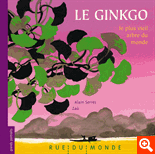 LE GINKGO
le plus vieil
arbre du
monde
Alain Serres
Zaü
RUE DU MONDE